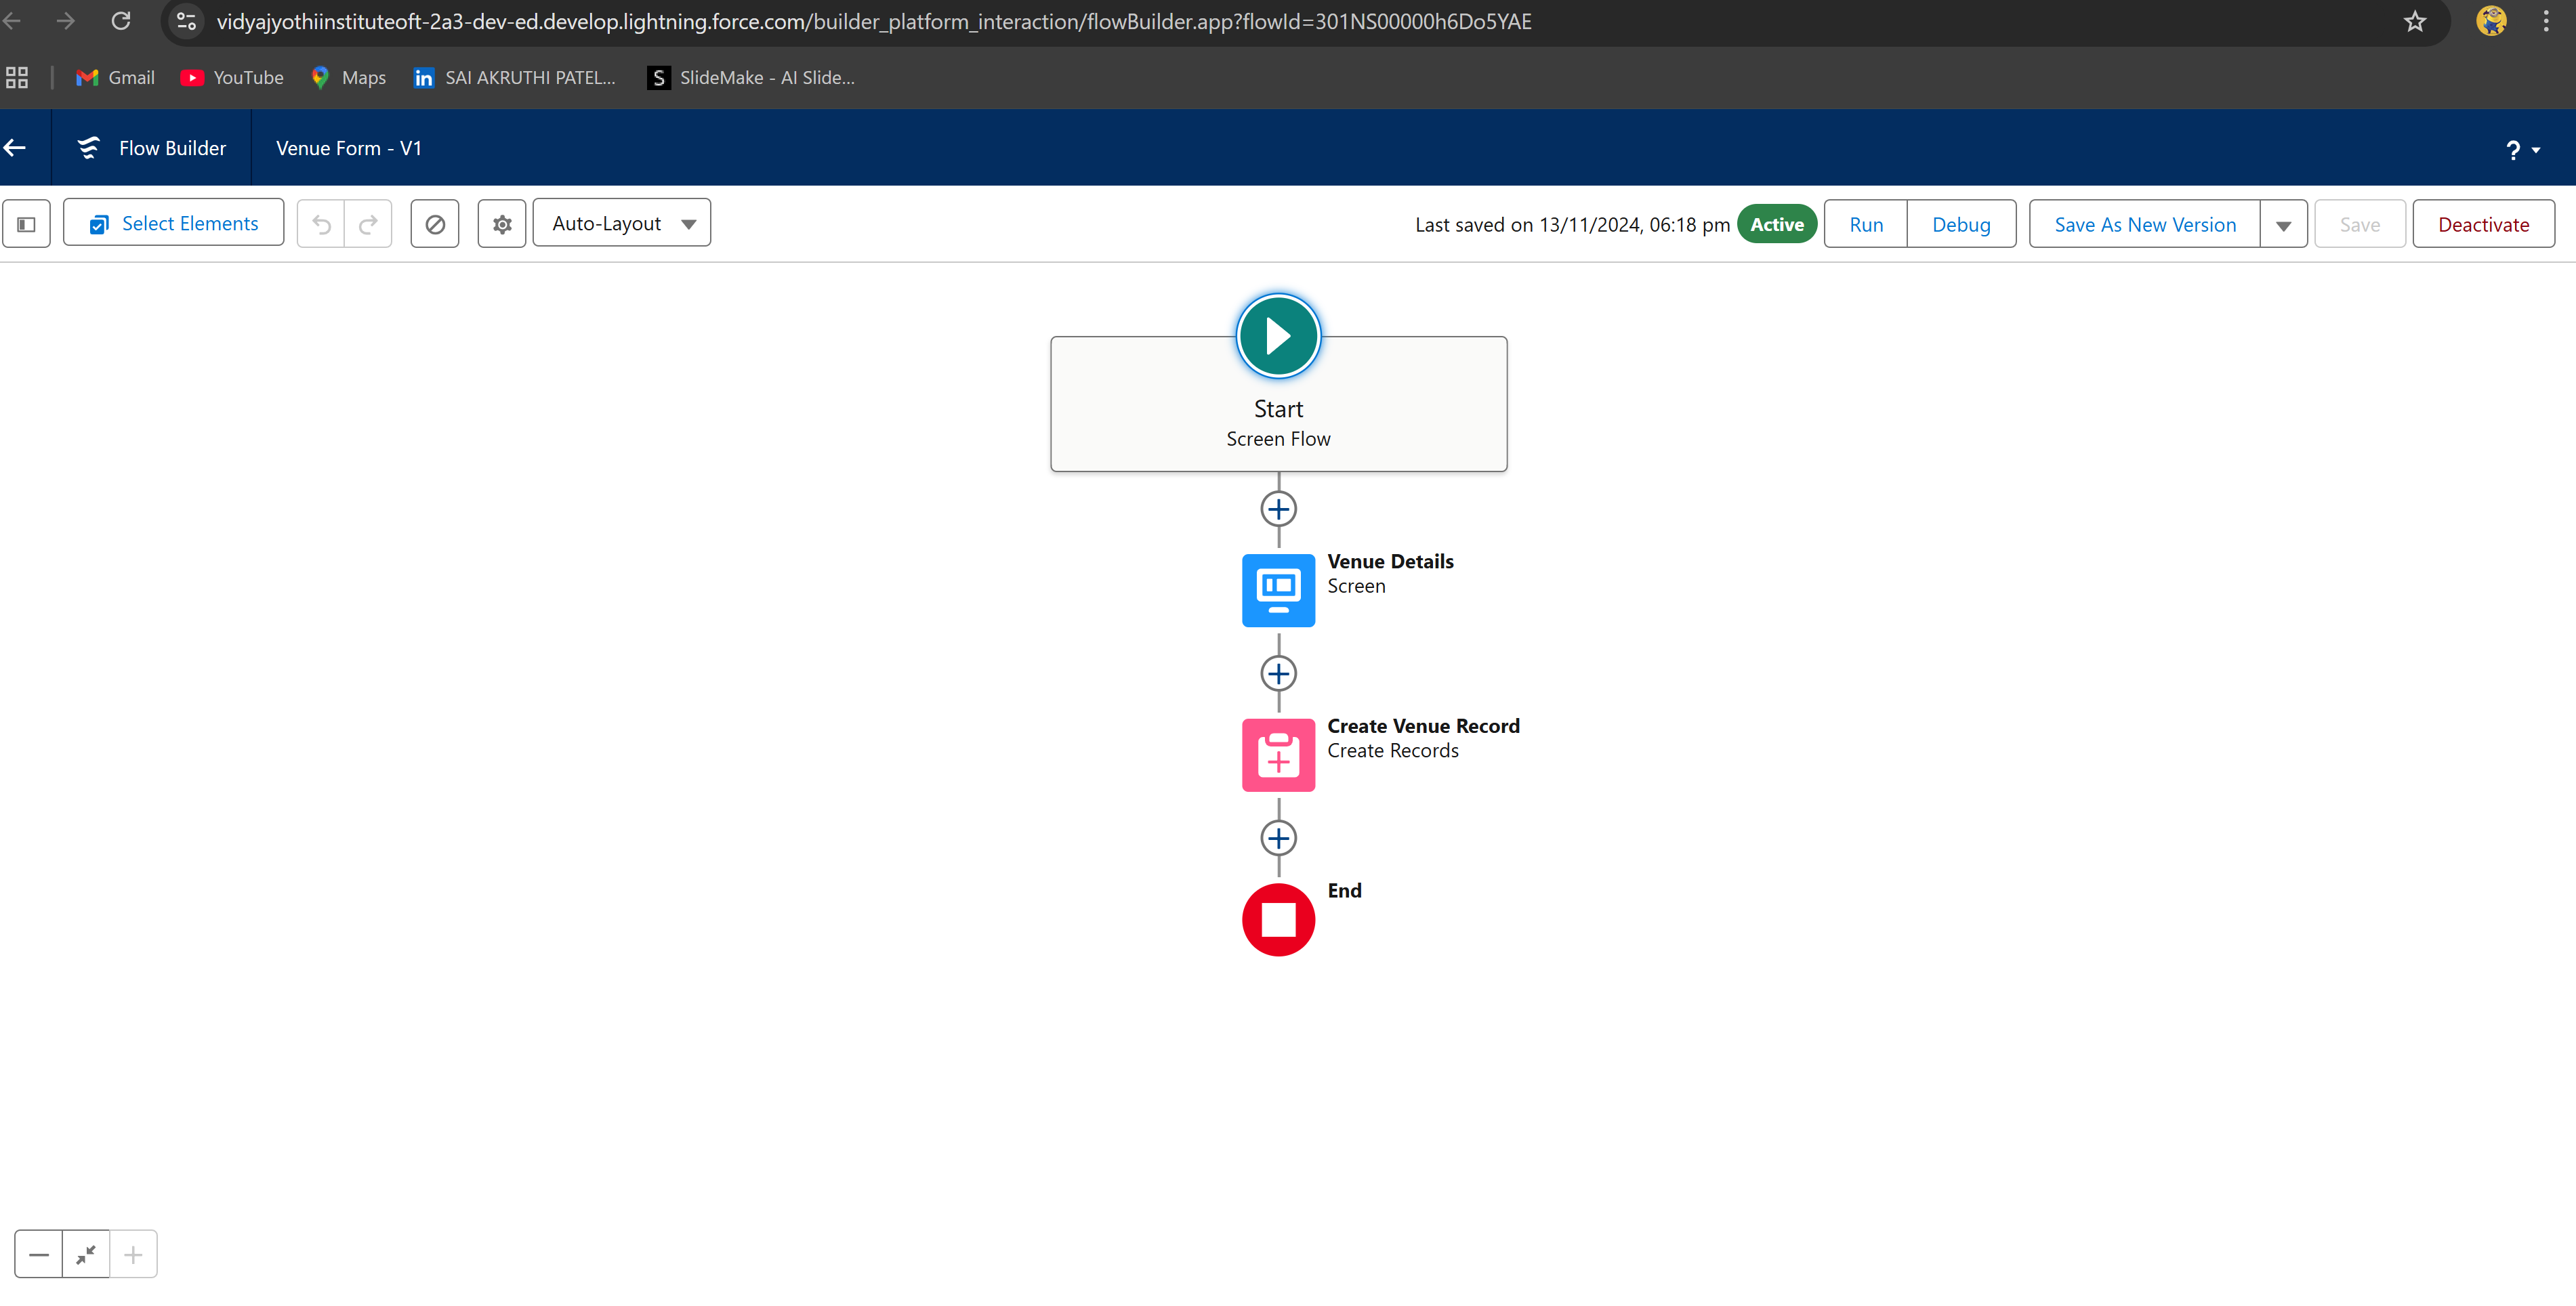 vidyajyothiinstituteoft-2a3-dev-ed.develop.lightning.force.com/builder_platform_interaction/flowBuilder.app?flowId=301NS00000h6Do5YAE
Gmail YouTube Maps in SAI AKRUTHI PATEL... S SlideMake - AI Slide...
Flow Builder Venue Form - V1 ?
Select Elements Auto-Layout Last saved on 13/11/2024, 06:18 pm Active Run Debug Save As New Version Save Deactivate
Start
Screen Flow
Venue Details
Screen
Create Venue Record
Create Records
End